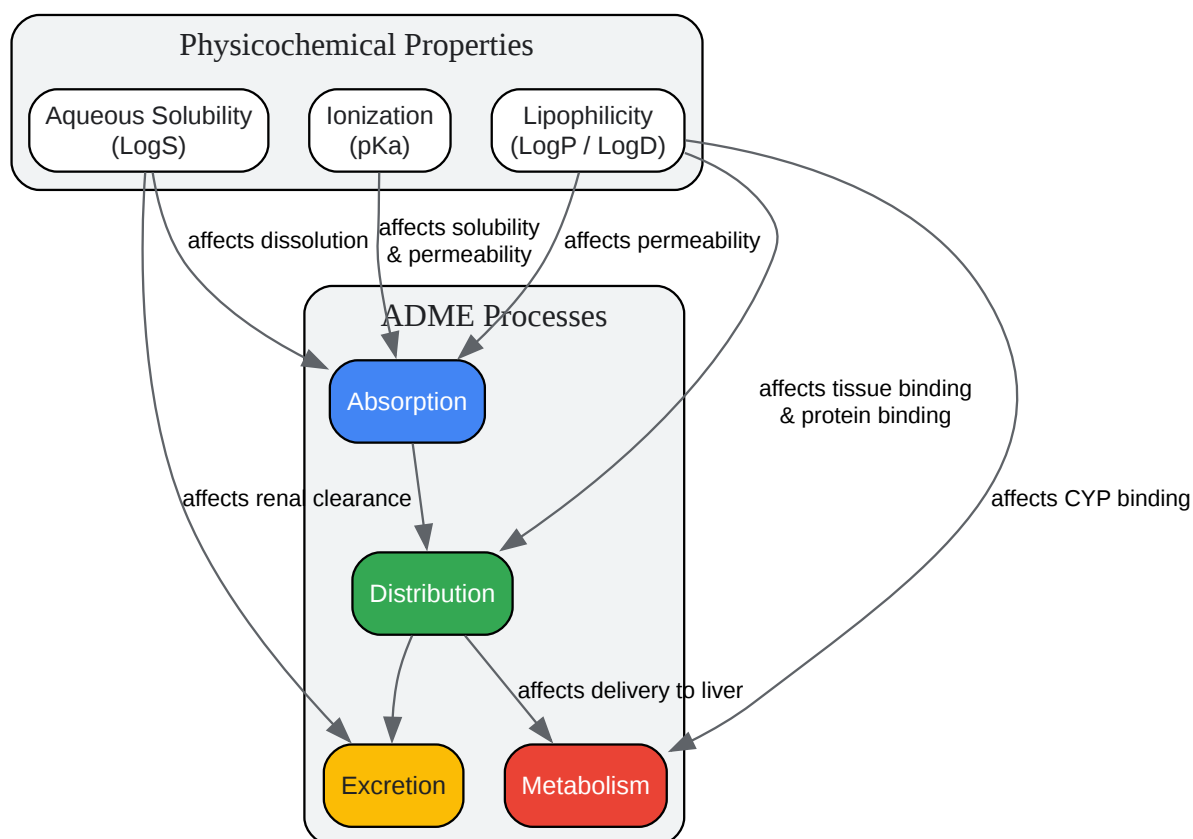 Physicochemical Properties
Aqueous Solubility
(LogS)
Ionization
(pKa)
Lipophilicity
(LogP / LogD)
affects dissolution
affects solubility
& permeability
affects permeability
ADME Processes
Absorption
affects tissue binding
& protein binding
affects renal clearance
affects CYP binding
Distribution
affects delivery to liver
Excretion
Metabolism